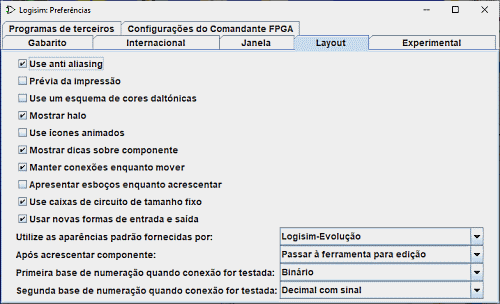 Logisim: Preferências
Programas de terceiros Configurações do Comandante FPGA
Gabarito Internacional Janela Layout Experimental
Use anti aliasing
Prévia da impressão
Use um esquema de cores daltónicas
Mostrar halo
Use ícones animados
Mostrar dicas sobre componente
Manter conexões enquanto mover
Apresentar esboços enquanto acrescentar
Use caixas de circuito de tamanho fixo
Usar novas formas de entrada e saída
Utilize as aparências padrão fornecidas por: Logisim-Evolução
Após acrescentar componente: Passar à ferramenta para edição
Primeira base de numeração quando conexão for testada: Binário
Segunda base de numeração quando conexão for testada: Decimal com sinal